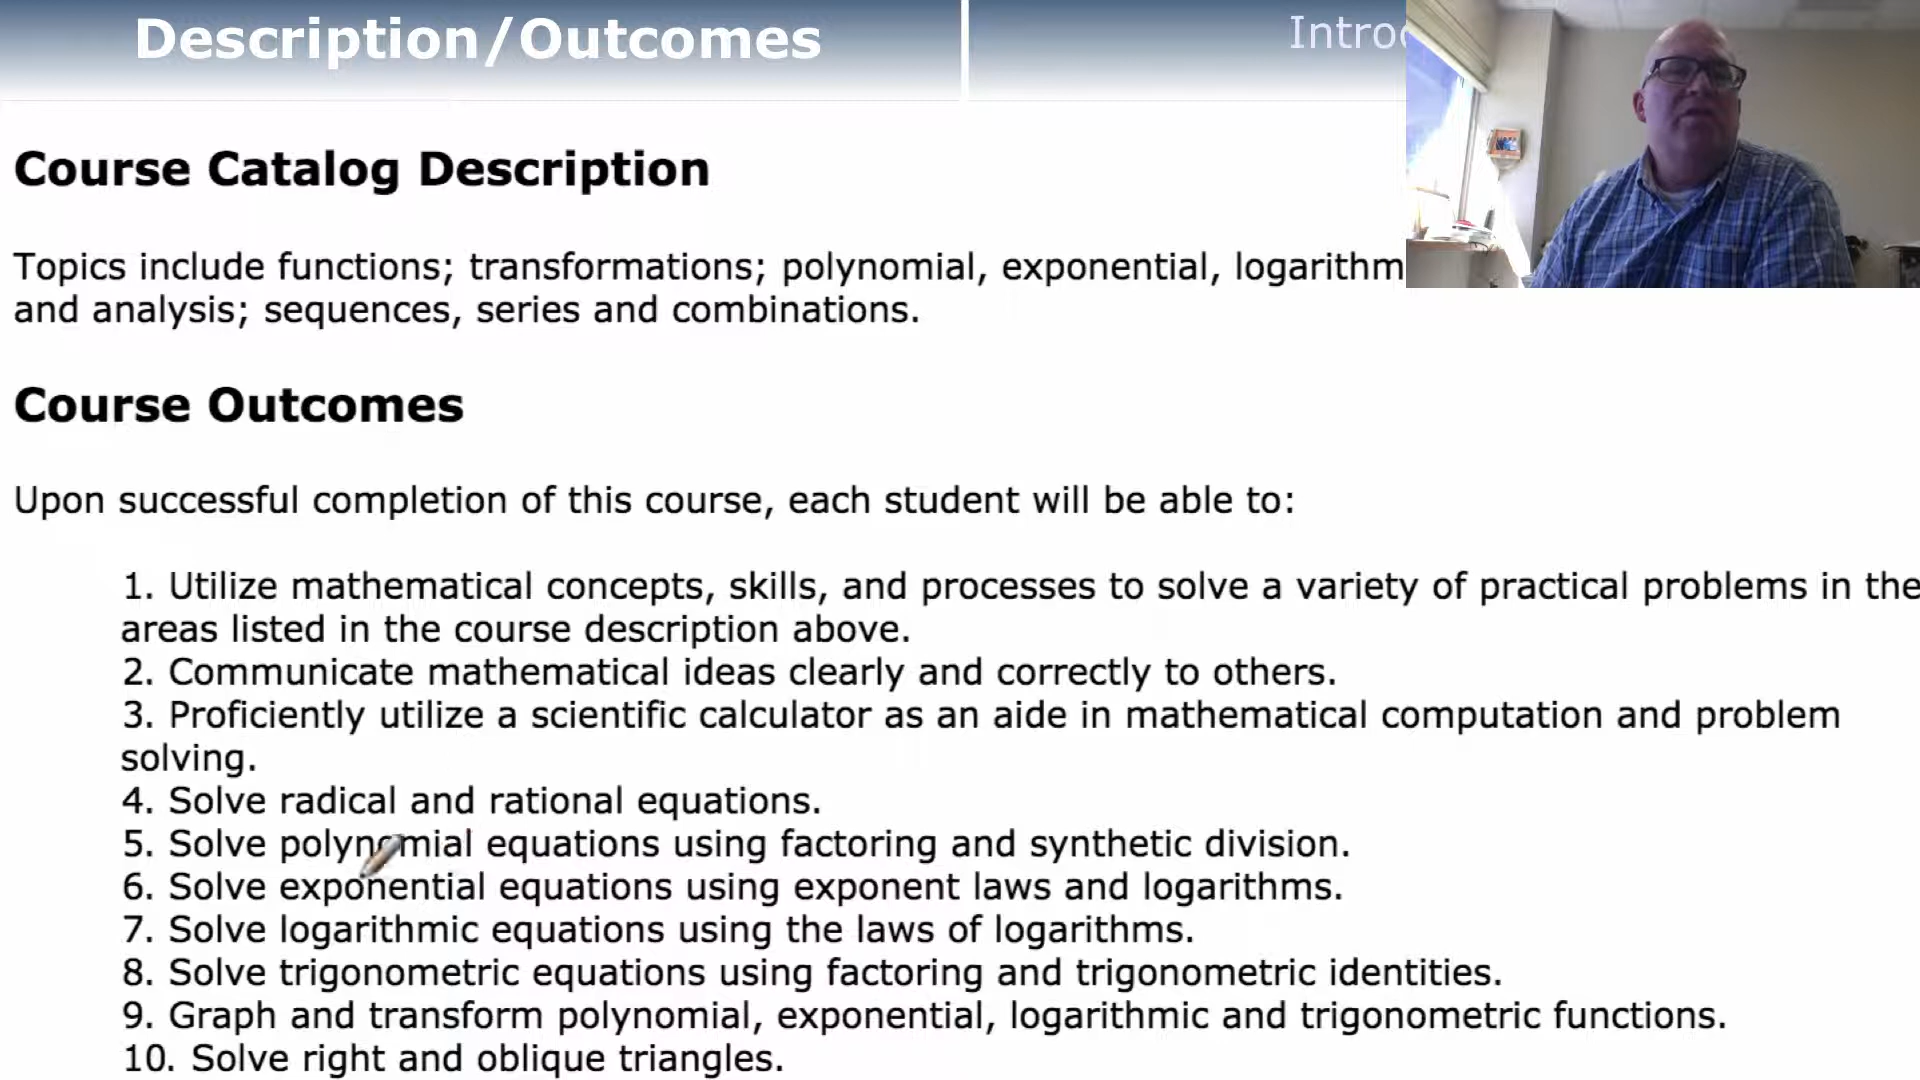 Description/Outcomes
Course Catalog Description
Topics include functions; transformations; polynomial, exponential,
and analysis; sequences, series and combinations.
Course Outcomes
Upon successful completion of this course, each student will be able to:
1. Utilize mathematical concepts, skills, and processes to solve a variety of practical problems in the
areas listed in the course description above.
2. Communicate mathematical ideas clearly and correctly to others.
3. Proficiently utilize a scientific calculator as an aide in mathematical computation and problem
solving.
4. Solve radical and rational equations.
5. Solve polynomial equations using factoring and synthetic division.
6. Solve exponential equations using exponent laws and logarithms.
7. Solve logarithmic equations using the laws of logarithms.
8. Solve trigonometric equations using factoring and trigonometric identities.
9. Graph and transform polynomial, exponential, logarithmic and trigonometric functions.
10. Solve right and oblique triangles.